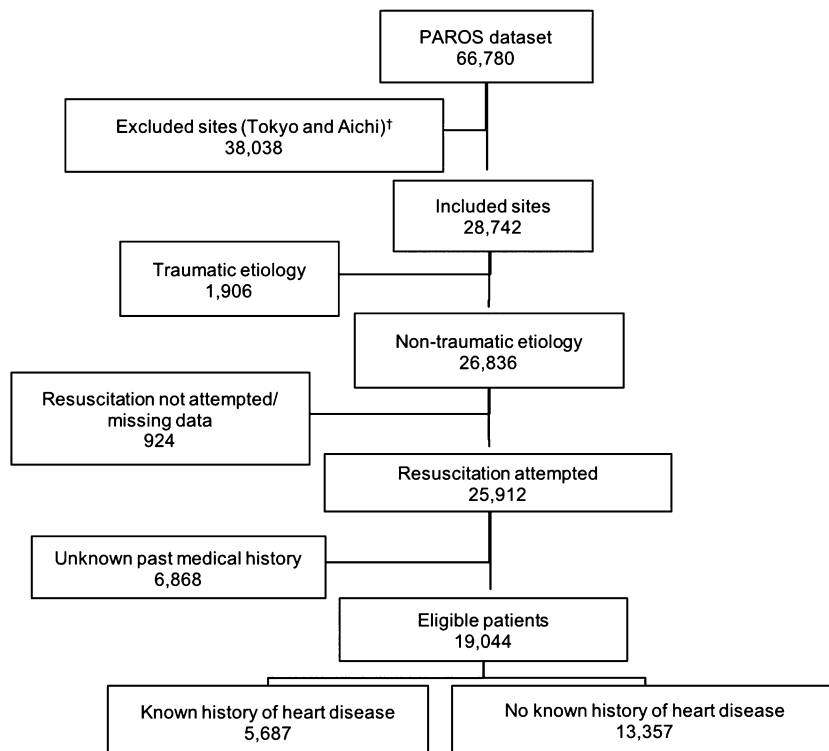 PAROS dataset
66,780
Excluded sites (Tokyo and Aichi)†
38,038
Included sites
28,742
Traumatic etiology
1,906
Non-traumatic etiology
26,836
Resuscitation not attempted/
missing data
924
Resuscitation attempted
25,912
Unknown past medical history
6,868
Eligible patients
19,044
Known history of heart disease
5,687
No known history of heart disease
13,357